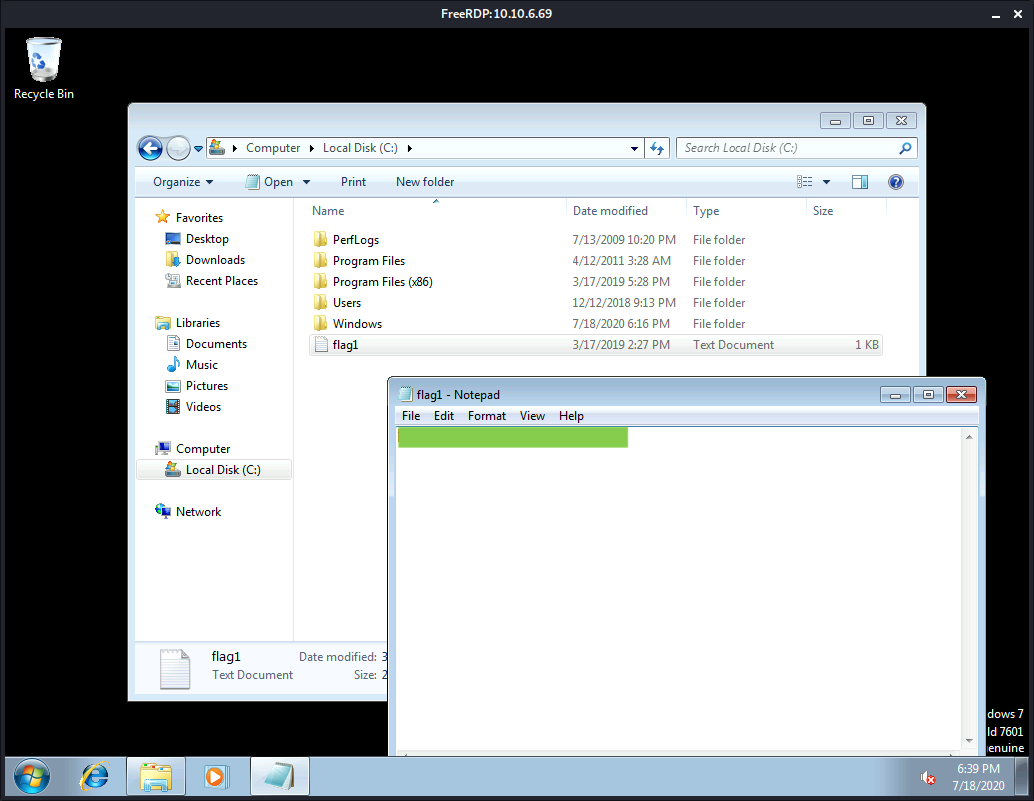 FreeRDP:10.10.6.69
Recycle Bin
Computer Local Disk (C:)
Search Local Disk (C:)
Organize Open Print New folder
Name Date modified Type Size
Favorites
Desktop
Downloads
Recent Places
Libraries
Documents
Music
Pictures
Videos
Computer
Local Disk (C:)
Network
PerfLogs 7/13/2009 10:20 PM File folder
Program Files 4/12/2011 3:28 AM File folder
Program Files (x86) 3/17/2019 5:28 PM File folder
Users 12/12/2018 9:13 PM File folder
Windows 7/18/2020 6:16 PM File folder
flag1 3/17/2019 2:27 PM Text Document 1 KB
flag1 Date modified: 3
Text Document Size: 2
flag1 - Notepad
File Edit Format View Help
dows 7
ld 7601
enuine
6:39 PM
7/18/2020